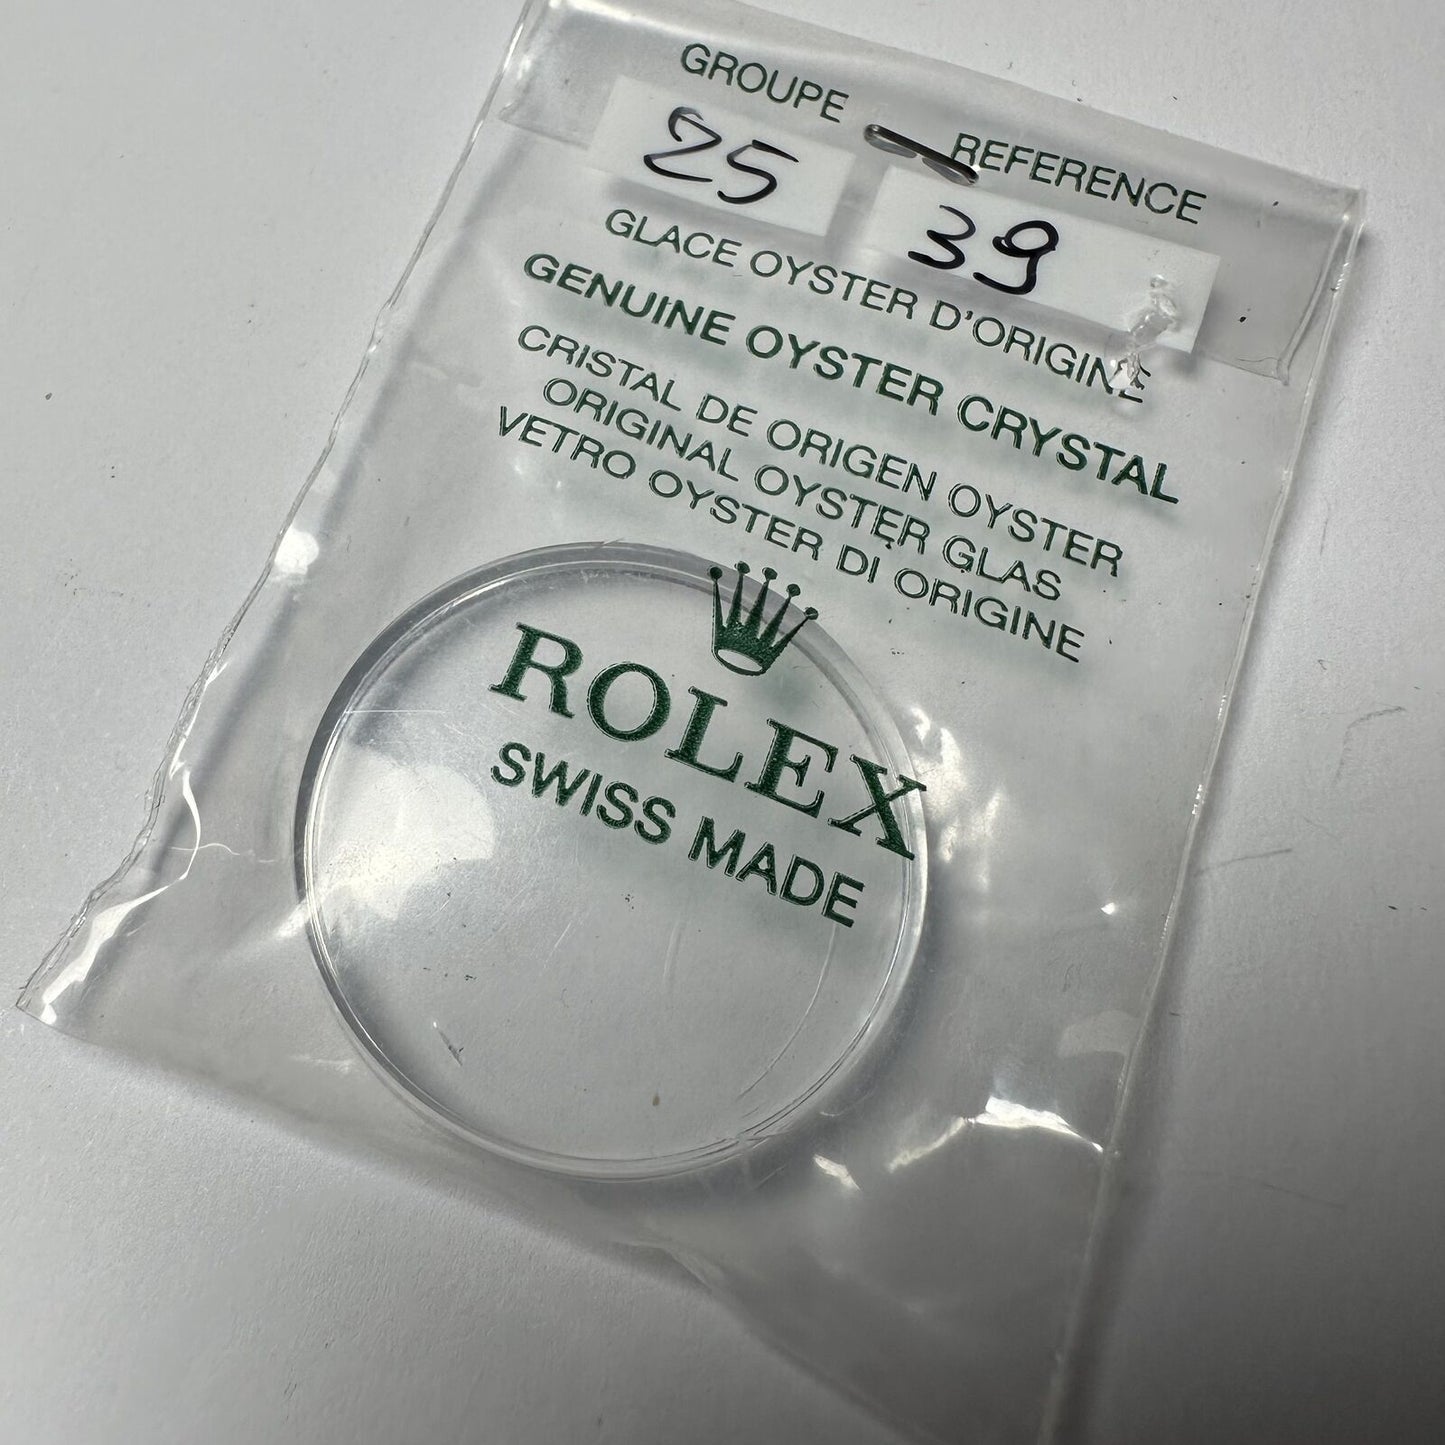 GROUPE REFERENCE
25 39
GLACE OYSTER D'ORIGINE
GENUINE OYSTER CRYSTAL
CRISTAL DE ORIGEN OYSTER
ORIGINAL OYSTER GLAS
VETRO OYSTER DI ORIGINE
ROLEX
SWISS MADE